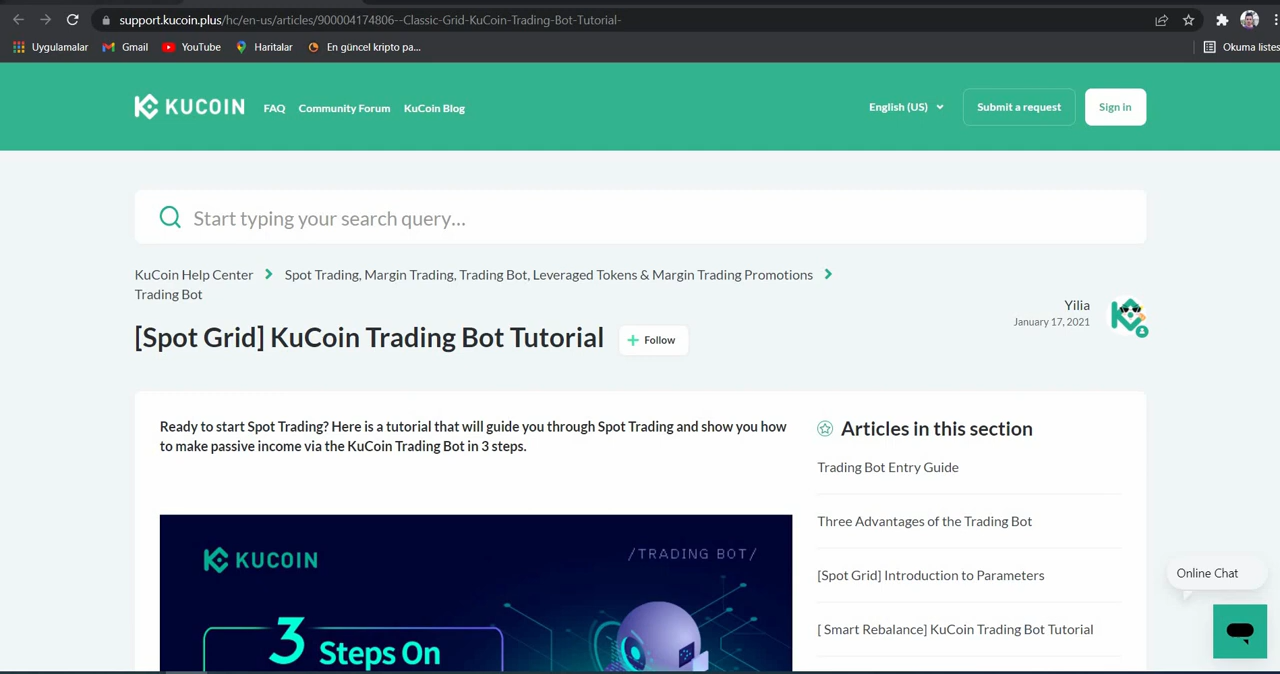 support.kucoin.plus/hc/en-us/articles/900004174806--Classic-Grid-KuCoin-Trading-Bot-Tutorial-
Uygulamalar Gmail YouTube Haritalar En güncel kripto pa... Okuma listes
KUCOIN FAQ Community Forum KuCoin Blog English (US) Submit a request Sign in
Start typing your search query...
KuCoin Help Center Spot Trading, Margin Trading, Trading Bot, Leveraged Tokens & Margin Trading Promotions
Trading Bot
Yilia
January 17, 2021
[Spot Grid] KuCoin Trading Bot Tutorial
Follow
Ready to start Spot Trading? Here is a tutorial that will guide you through Spot Trading and show you how
to make passive income via the KuCoin Trading Bot in 3 steps.
KUCOIN /TRADING BOT/
3 Steps On
Articles in this section
Trading Bot Entry Guide
Three Advantages of the Trading Bot
[Spot Grid] Introduction to Parameters
[ Smart Rebalance] KuCoin Trading Bot Tutorial
Online Chat